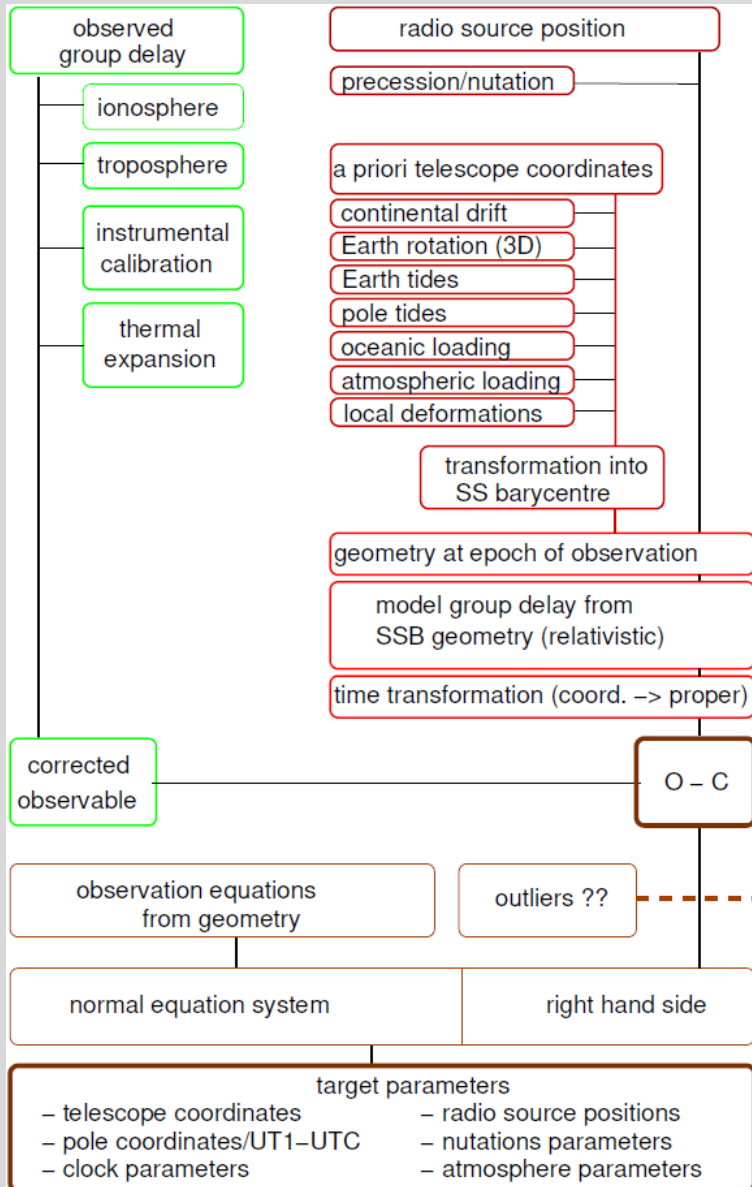 observed
group delay
ionosphere
troposphere
instrumental
calibration
thermal
expansion
radio source position
precession/nutation
a priori telescope coordinates
continental drift
Earth rotation (3D)
Earth tides
pole tides
oceanic loading
atmospheric loading
local deformations
transformation into
SS barycentre
geometry at epoch of observation
model group delay from
SSB geometry (relativistic)
time transformation (coord. −> proper)
corrected
observable
O − C
observation equations
from geometry
outliers ??
normal equation system
right hand side
target parameters
− telescope coordinates
− pole coordinates/UT1−UTC
− clock parameters
− radio source positions
− nutations parameters
− atmosphere parameters